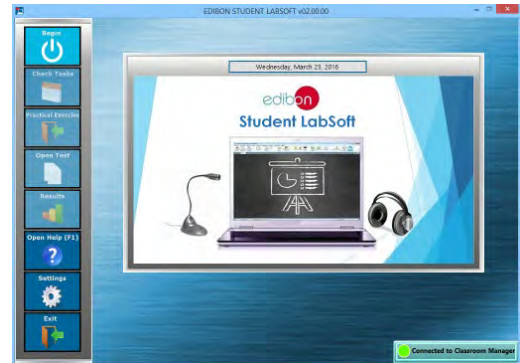 EDIBON STUDENT LABSOFT v02.00.00
Begin
Check Tasks
Practical Exercise
Open Test
Results
Open Help (F1)
Settings
Exit
Wednesday, March 23, 2016
edibon
Student LabSoft
Connected to Classroom Manager